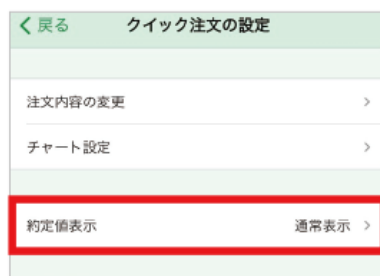 戻る クイック注文の設定
注文内容の変更
チャート設定
約定値表示 通常表示